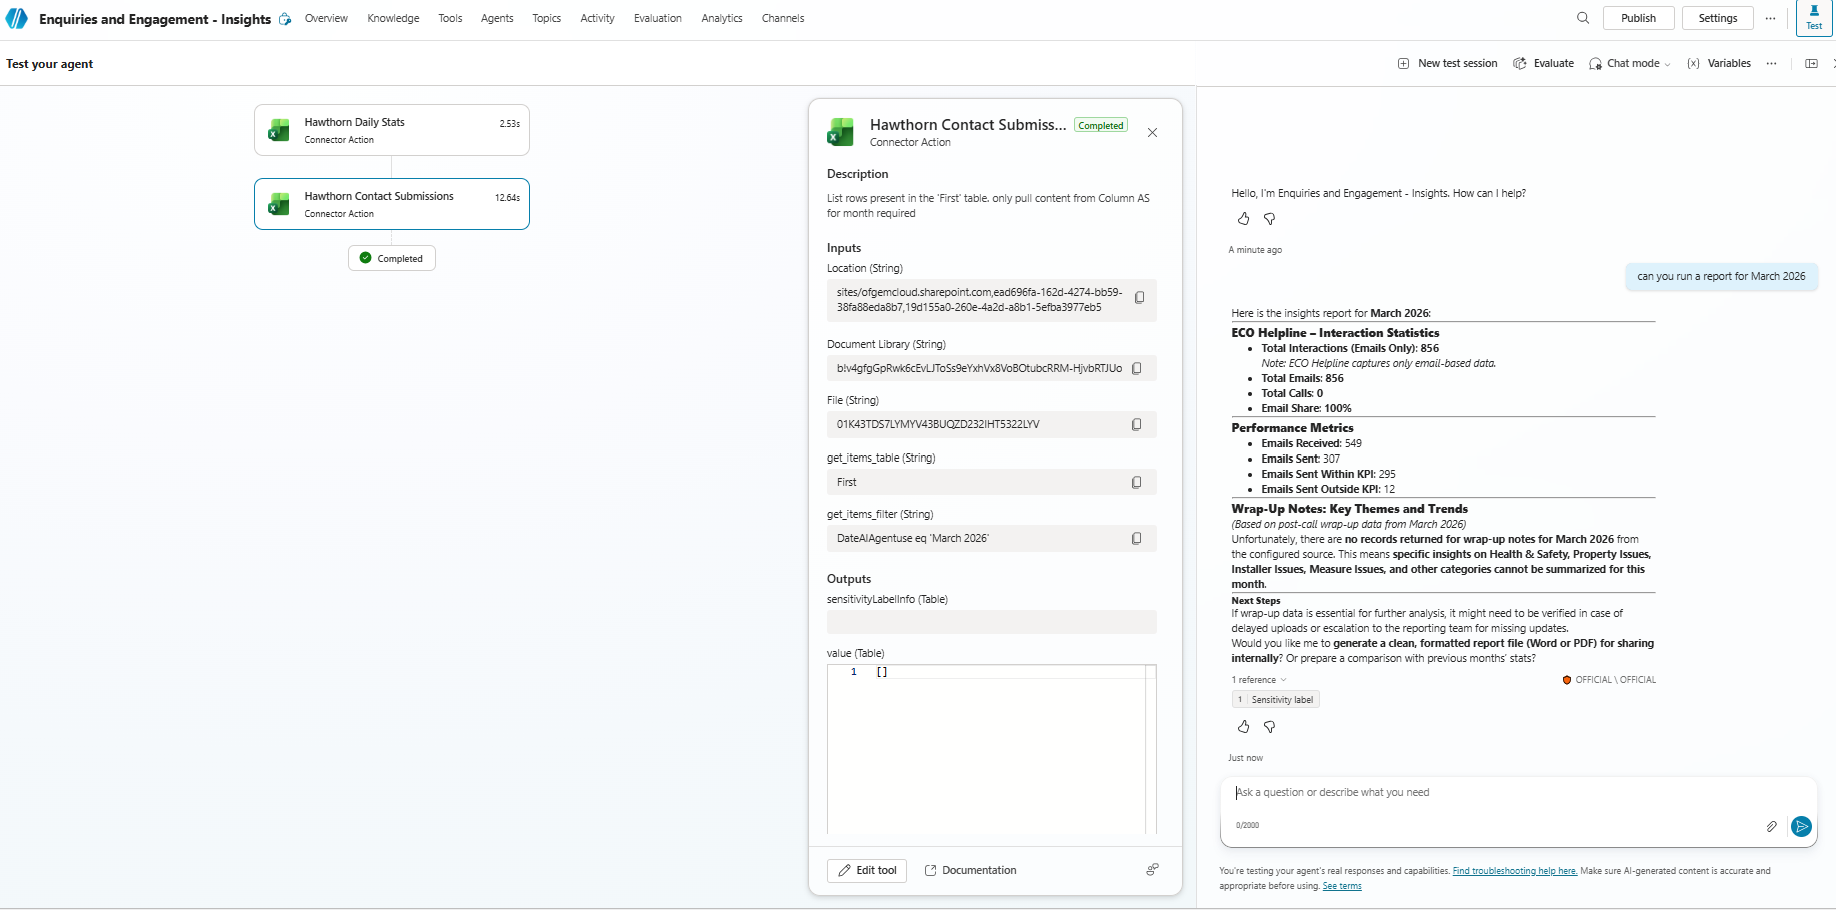 Enquiries and Engagement - Insights
Overview
Knowledge
Tools
Agents
Topics
Activity
Evaluation
Analytics
Channels
Publish
Settings
Test
Test your agent
New test session
Evaluate
Chat mode
(x) Variables
Hawthorn Daily Stats
2.53s
Connector Action
Hawthorn Contact Submissions
12.64s
Connector Action
Completed
Hawthorn Contact Submiss...
Completed
Connector Action
Description
List rows present in the 'First' table. only pull content from Column AS
for month required
Inputs
Location (String)
sites/ofgemcloud.sharepoint.com,ead696fa-162d-4274-bb59-
38fa88eda8b7,19d155a0-260e-4a2d-a8b1-5efba3977eb5
Document Library (String)
b!v4gfgGpRwk6cEvLJToSs9eYxhVx8VoBOtubcRRM-HjvbRTJUo
File (String)
01K43TDS7LYMYV43BUQZD232IHT5322LYV
get_items_table (String)
First
get_items_filter (String)
DateAIAgentuse eq 'March 2026'
Outputs
sensitivityLabelInfo (Table)
value (Table)
1 []
Edit tool
Documentation
Hello, I'm Enquiries and Engagement - Insights. How can I help?
A minute ago
can you run a report for March 2026
Here is the insights report for March 2026:
ECO Helpline – Interaction Statistics
• Total Interactions (Emails Only): 856
Note: ECO Helpline captures only email-based data.
• Total Emails: 856
• Total Calls: 0
• Email Share: 100%
Performance Metrics
• Emails Received: 549
• Emails Sent: 307
• Emails Sent Within KPI: 295
• Emails Sent Outside KPI: 12
Wrap-Up Notes: Key Themes and Trends
(Based on post-call wrap-up data from March 2026)
Unfortunately, there are no records returned for wrap-up notes for March 2026 from
the configured source. This means specific insights on Health & Safety, Property Issues,
Installer Issues, Measure Issues, and other categories cannot be summarized for this
month.
Next Steps
If wrap-up data is essential for further analysis, it might need to be verified in case of
delayed uploads or escalation to the reporting team for missing updates.
Would you like me to generate a clean, formatted report file (Word or PDF) for sharing
internally? Or prepare a comparison with previous months' stats?
1 reference
OFFICIAL \ OFFICIAL
1 Sensitivity label
Just now
Ask a question or describe what you need
0/2000
You're testing your agent's real responses and capabilities. Find troubleshooting help here. Make sure AI-generated content is accurate and
appropriate before using. See terms